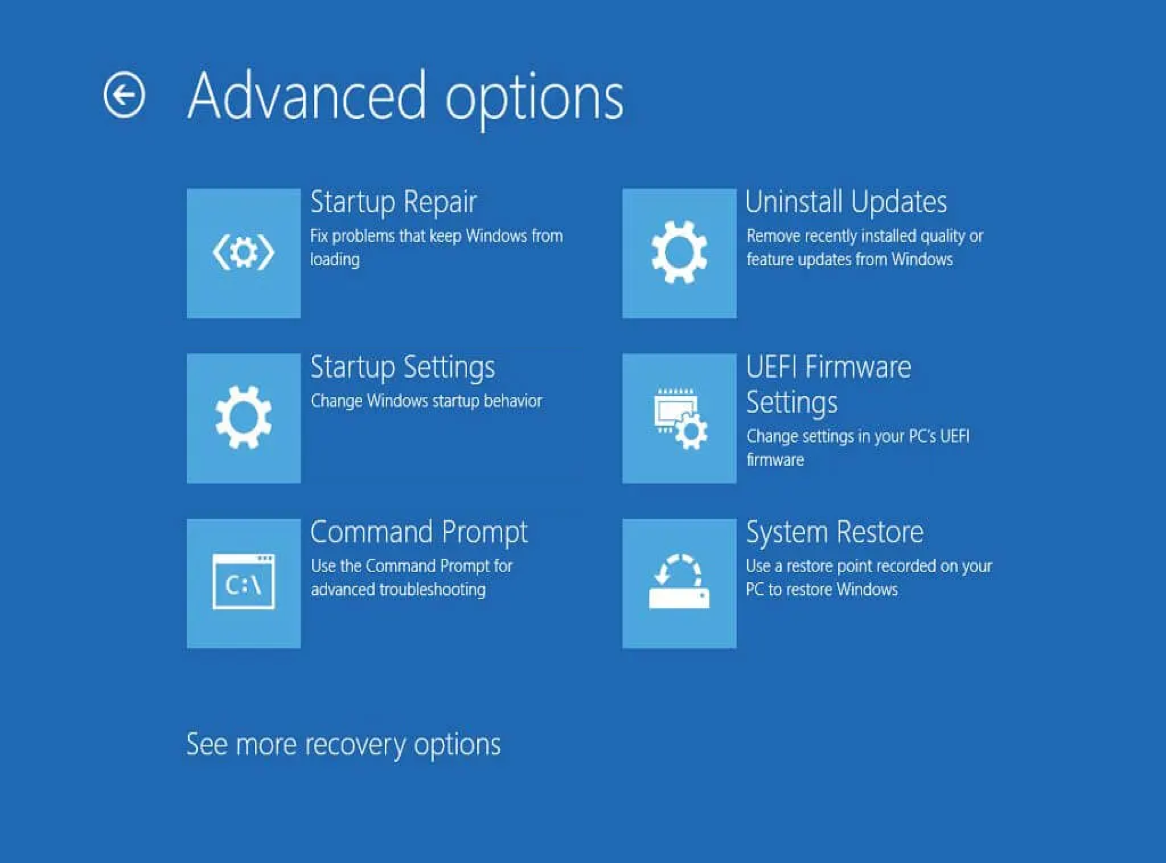 Advanced options
Startup Repair
Fix problems that keep Windows from
loading
Uninstall Updates
Remove recently installed quality or
feature updates from Windows
Startup Settings
Change Windows startup behavior
UEFI Firmware
Settings
Change settings in your PC's UEFI
firmware
C:\
Command Prompt
Use the Command Prompt for
advanced troubleshooting
System Restore
Use a restore point recorded on your
PC to restore Windows
See more recovery options